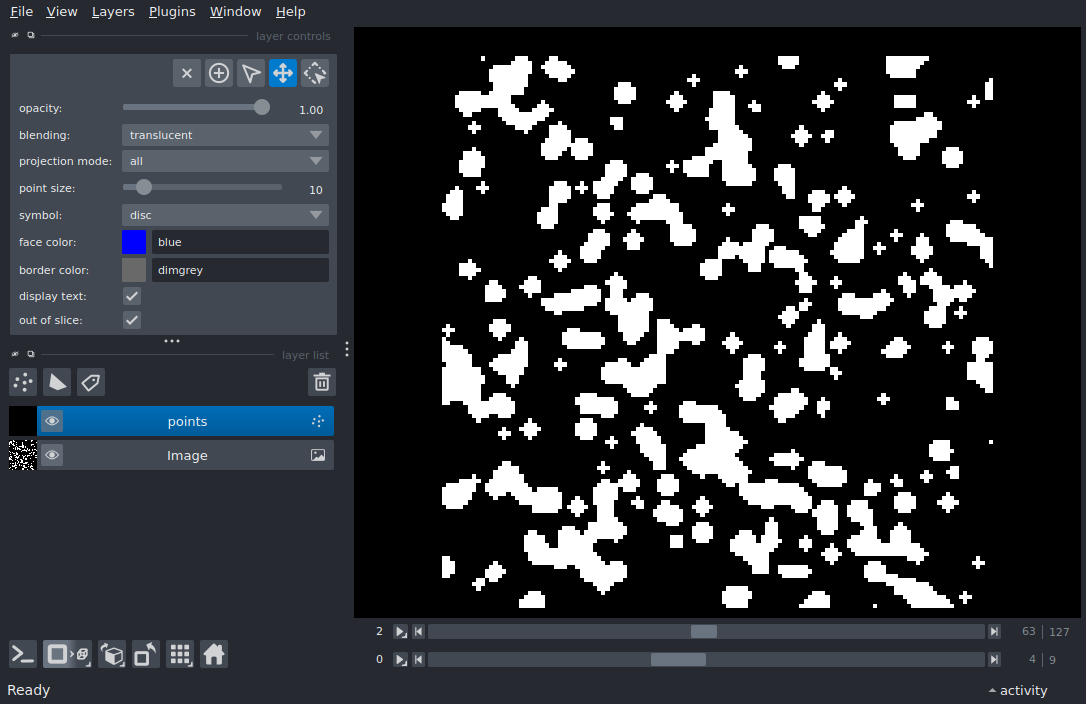 File View Layers Plugins Window Help
layer controls
opacity: 1.00
blending: translucent
projection mode: all
point size: 10
symbol: disc
face color: blue
border color: dimgrey
display text:
out of slice:
layer list
points
Image
2 63 127
0 4 9
Ready activity